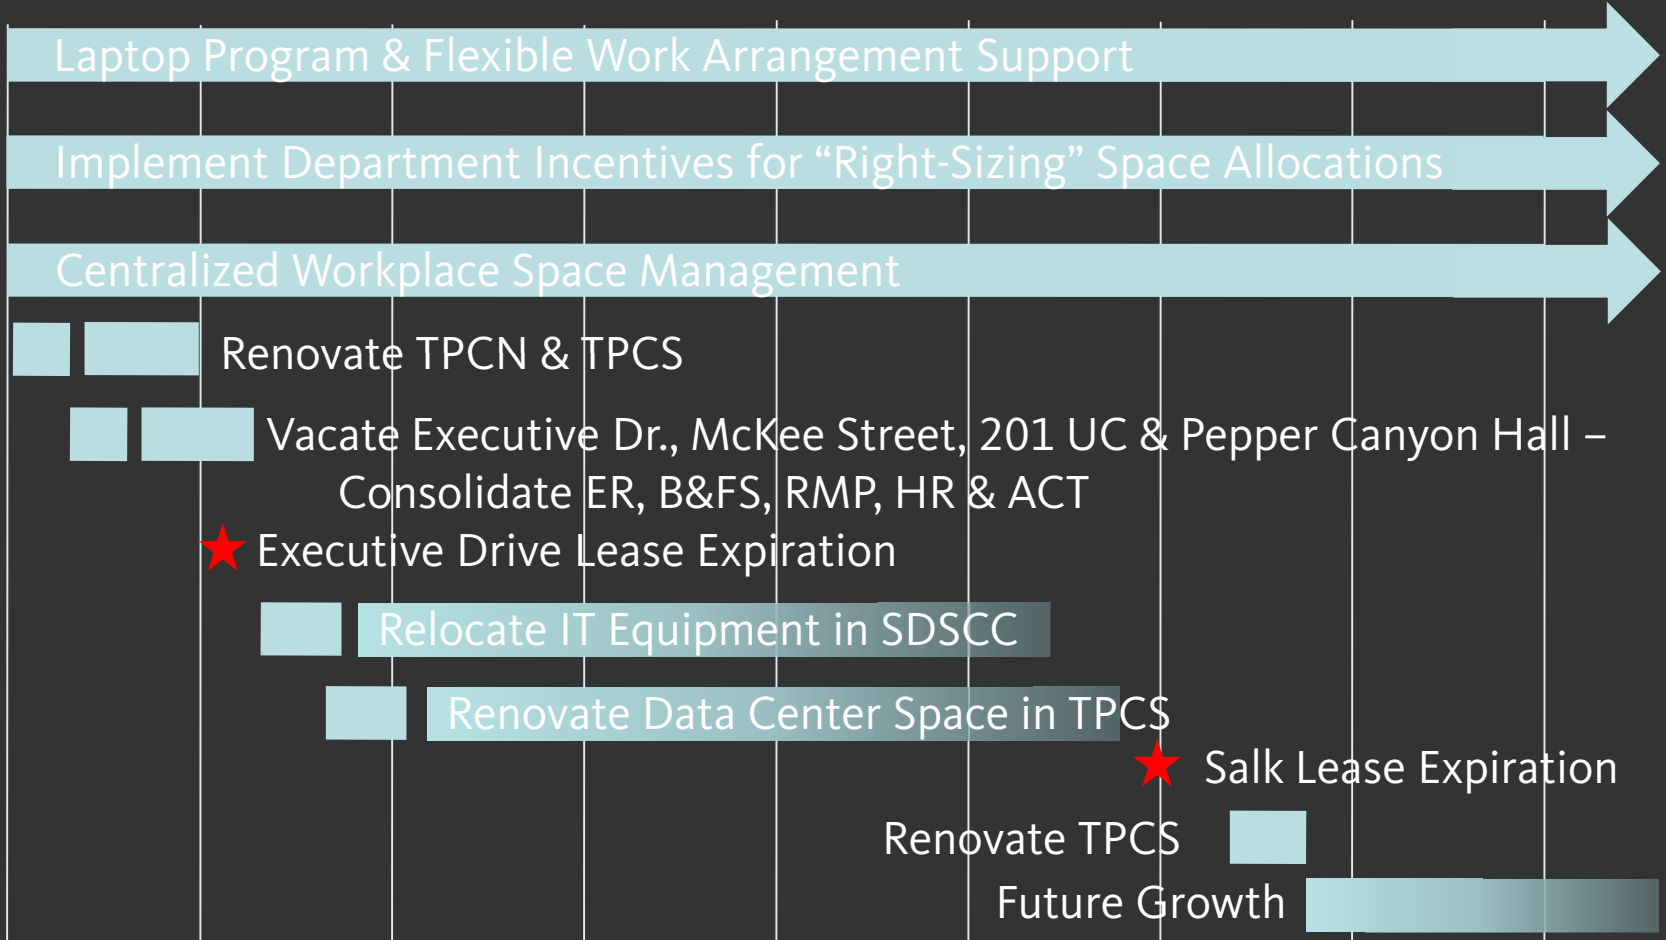 Laptop Program & Flexible Work Arrangement Support
Implement Department Incentives for “Right-Sizing” Space Allocations
Centralized Workplace Space Management
Renovate TPCN & TPCS
Vacate Executive Dr., McKee Street, 201 UC & Pepper Canyon Hall –
Consolidate ER, B&FS, RMP, HR & ACT
Executive Drive Lease Expiration
Relocate IT Equipment in SDSCC
Renovate Data Center Space in TPCS
Salk Lease Expiration
Renovate TPCS
Future Growth